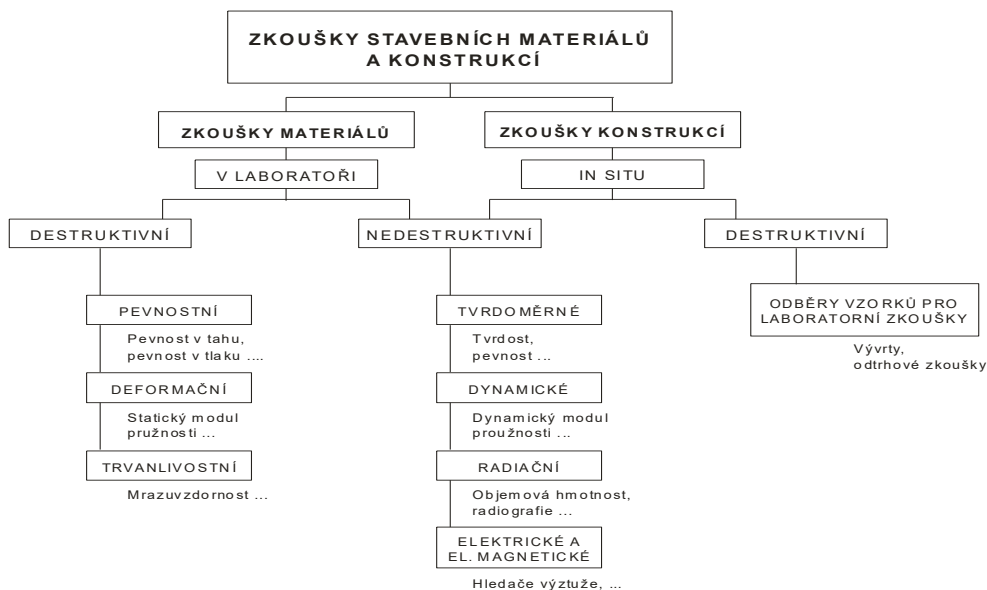 ZKOUŠKY STAVEBNÍCH MATERIÁLŮ
A KONSTRUKCÍ
ZKOUŠKY MATERIÁLŮ
ZKOUŠKY KONSTRUKCÍ
V LABORATOŘI
IN SITU
DESTRUKTIVNÍ
NEDESTRUKTIVNÍ
DESTRUKTIVNÍ
PEVNOSTNÍ
Pevnost v tahu,
pevnost v tlaku ....
DEFORMAČNÍ
Statický modul
pružnosti ...
TRVANLIVOSTNÍ
Mrazuvzdornost ...
TVRDOMĚRNÉ
Tvrdost,
pevnost ...
DYNAMICKÉ
Dynamický modul
proužnosti ...
RADIAČNÍ
Objemová hmotnost,
radiografie ...
ELEKTRICKÉ A
EL. MAGNETICKÉ
Hledače výztuže, ...
ODBĚRY VZORKŮ PRO
LABORATORNÍ ZKOUŠKY
Vývrty,
odtrhové zkoušky